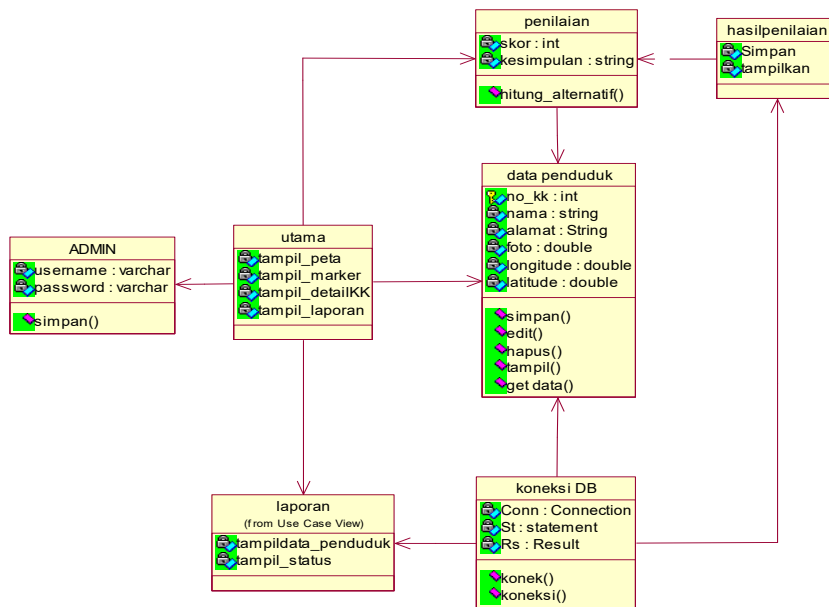 penilaian
skor : int
kesimpulan : string
hitung_alternatif()
hasilpenilaian
Simpan
tampilkan
data penduduk
no_kk : int
nama : string
alamat : String
foto : double
longitude : double
latitude : double
simpan()
edit()
hapus()
tampil()
get data()
utama
tampil_peta
tampil_marker
tampil_detailKK
tampil_laporan
ADMIN
username : varchar
password : varchar
simpan()
laporan
(from Use Case View)
tampildata_penduduk
tampil_status
koneksi DB
Conn : Connection
St : statement
Rs : Result
konek()
koneksi()